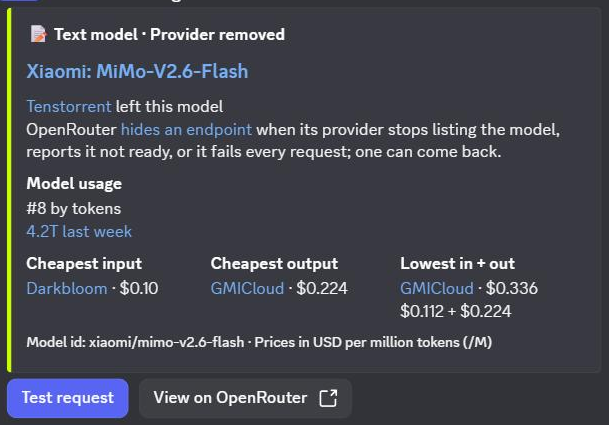 Text model · Provider removed
Xiaomi: MiMo-V2.6-Flash
Tenstorrent left this model
OpenRouter hides an endpoint when its provider stops listing the model,
reports it not ready, or it fails every request; one can come back.
Model usage
#8 by tokens
4.2T last week
Cheapest input Cheapest output Lowest in + out
Darkbloom · $0.10 GMICloud · $0.224 GMICloud · $0.336
$0.112 + $0.224
Model id: xiaomi/mimo-v2.6-flash · Prices in USD per million tokens (/M)
Test request View on OpenRouter